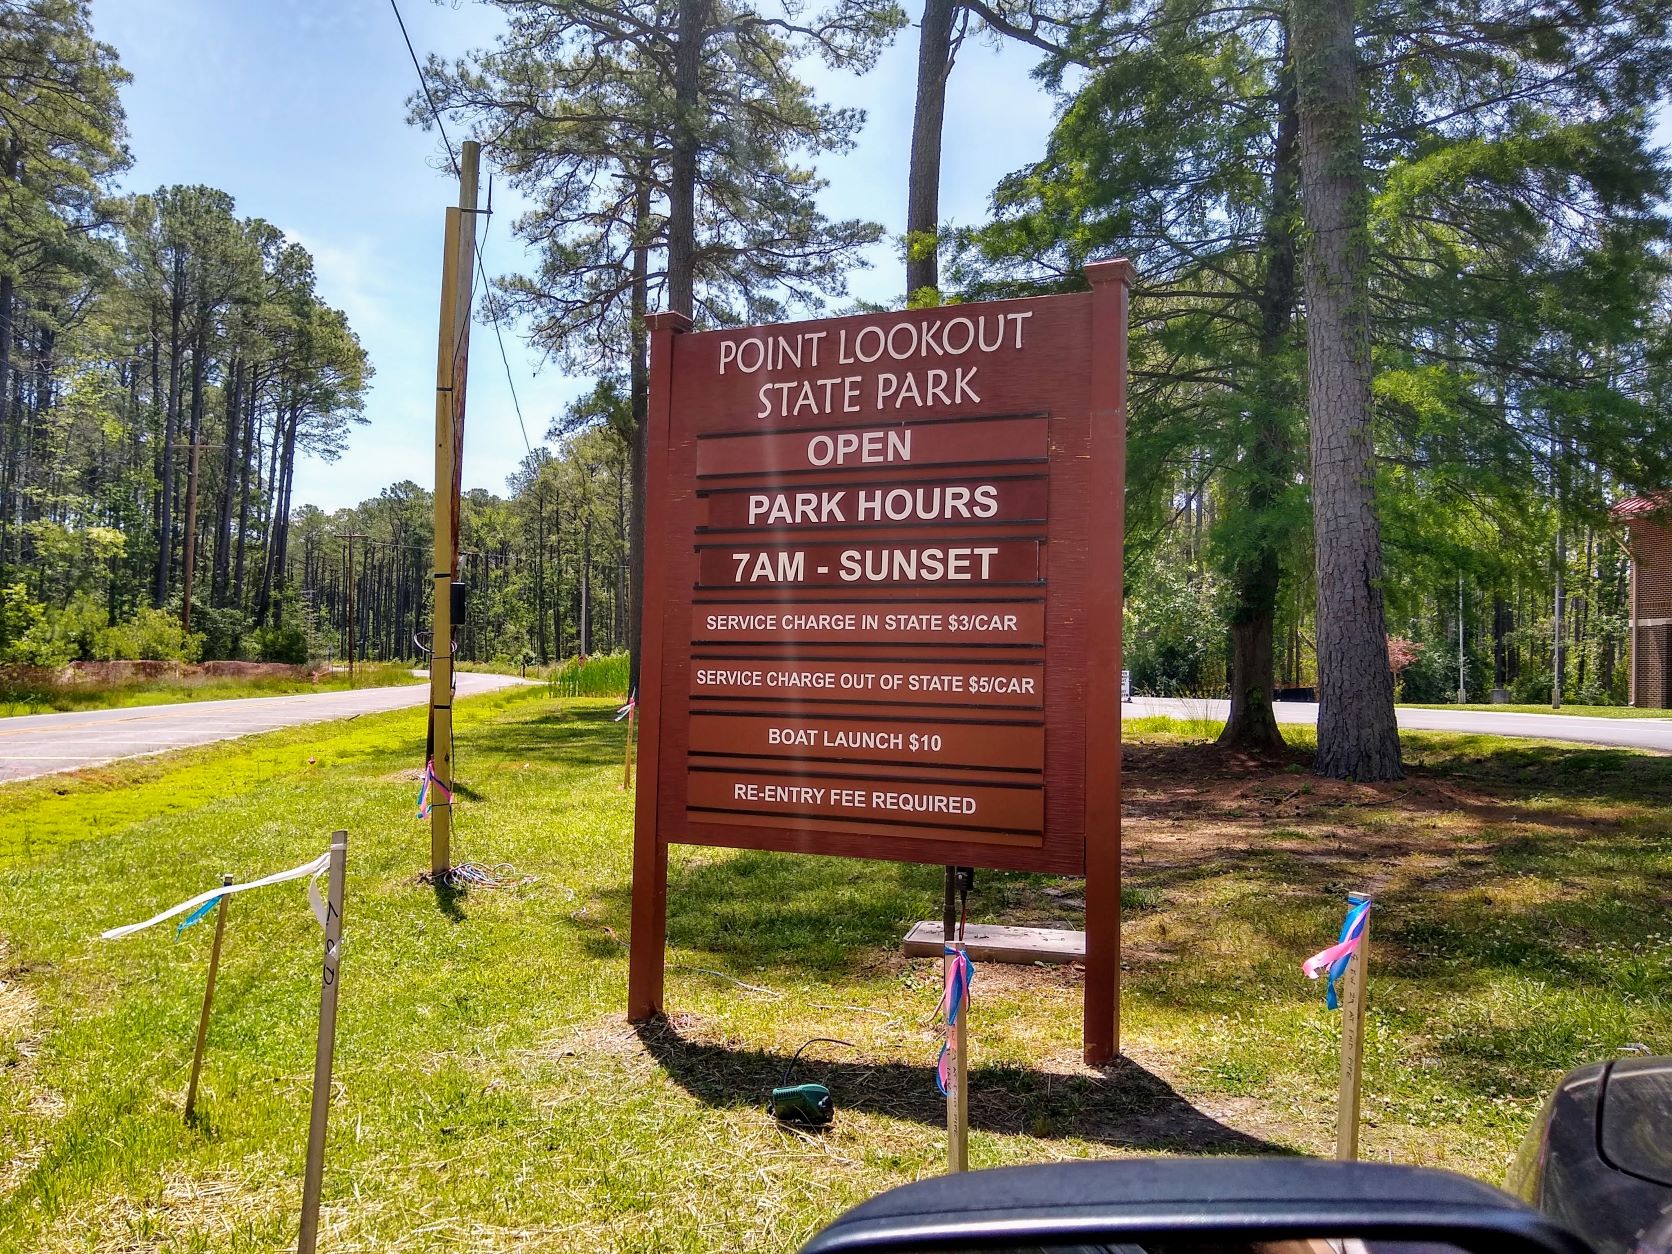 POINT LOOKOUT
STATE PARK
OPEN
PARK HOURS
7AM - SUNSET
SERVICE CHARGE IN STATE $3/CAR
SERVICE CHARGE OUT OF STATE $5/CAR
BOAT LAUNCH $10
RE-ENTRY FEE REQUIRED